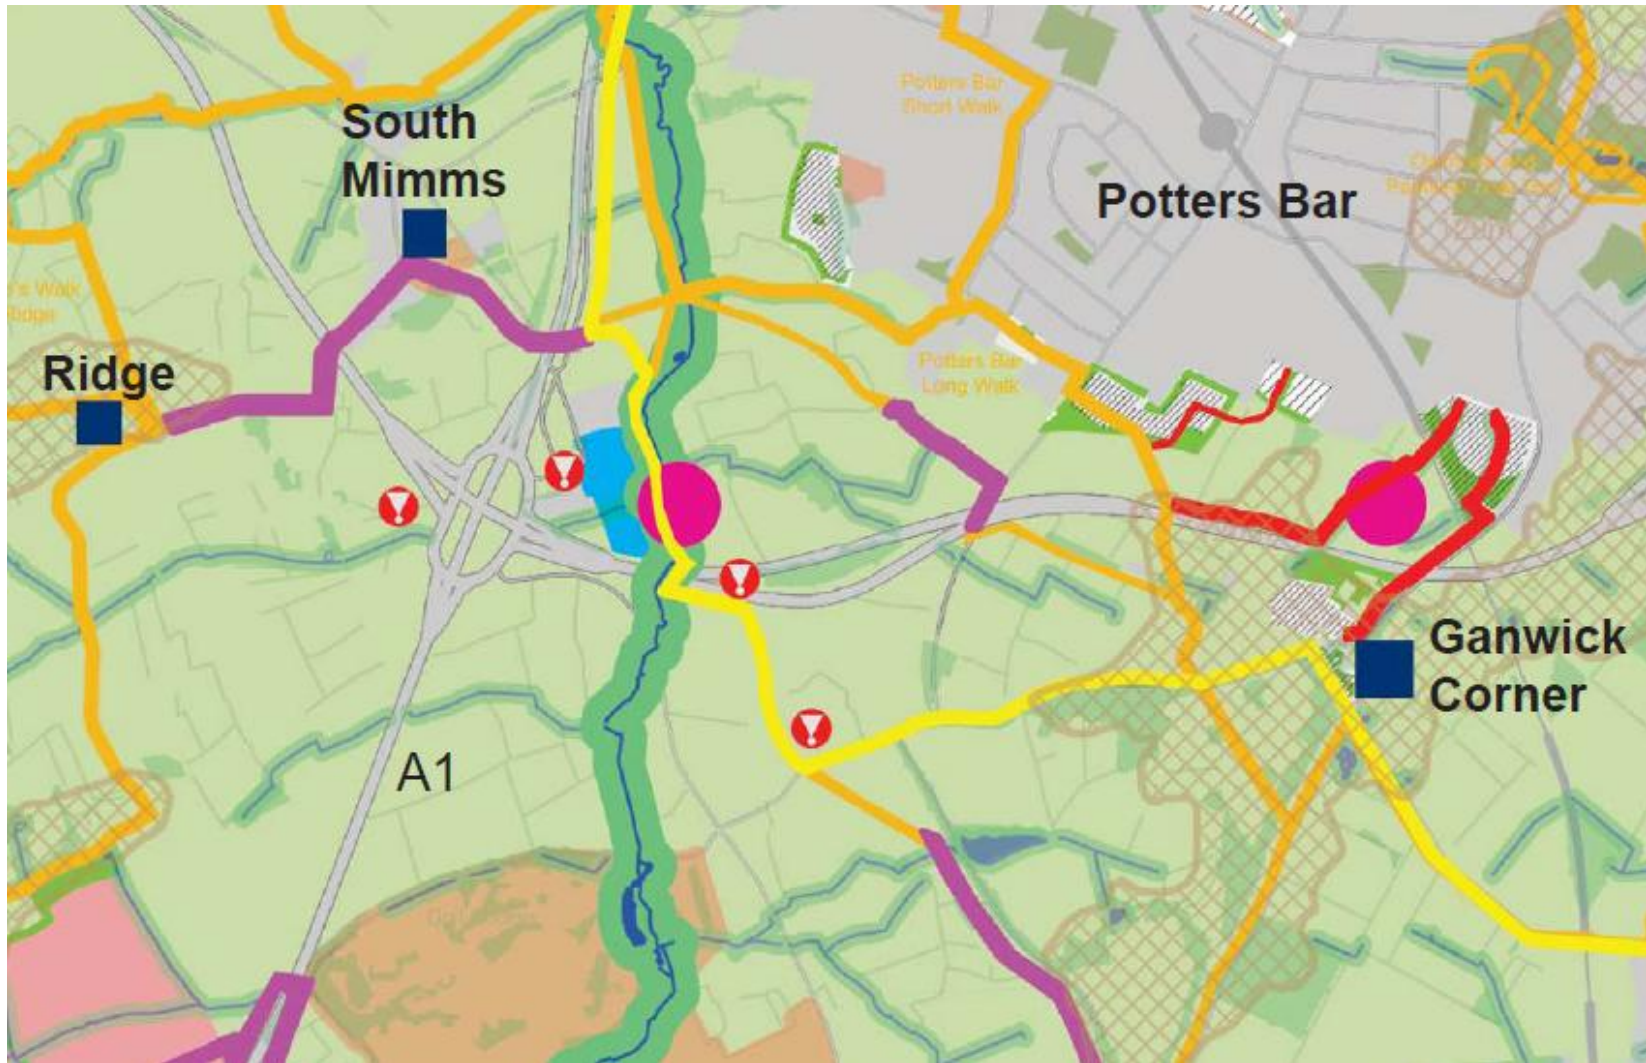 South
Mimms
Potters Bar
Short Walk
Potters Bar
Ridge
Potters Bar
Long Walk
Ganwick
Corner
A1